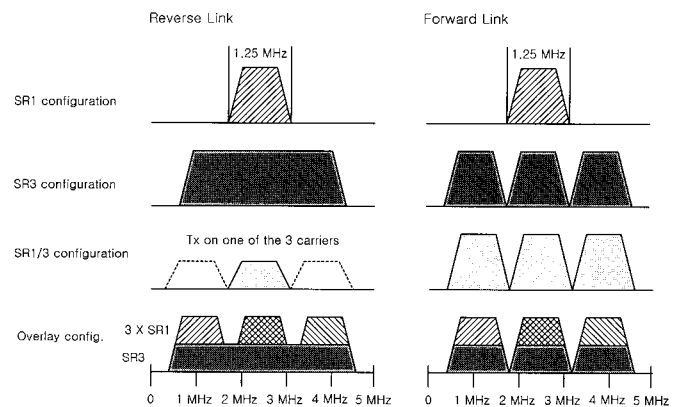 Reverse Link
Forward Link
1.25 MHz
1.25 MHz
SR1 configuration
SR3 configuration
SR1/3 configuration
Tx on one of the 3 carriers
Overlay config.
3 X SR1
SR3
0 1 MHz 2 MHz 3 MHz 4 MHz 5 MHz
0 1 MHz 2 MHz 3 MHz 4 MHz 5 MHz